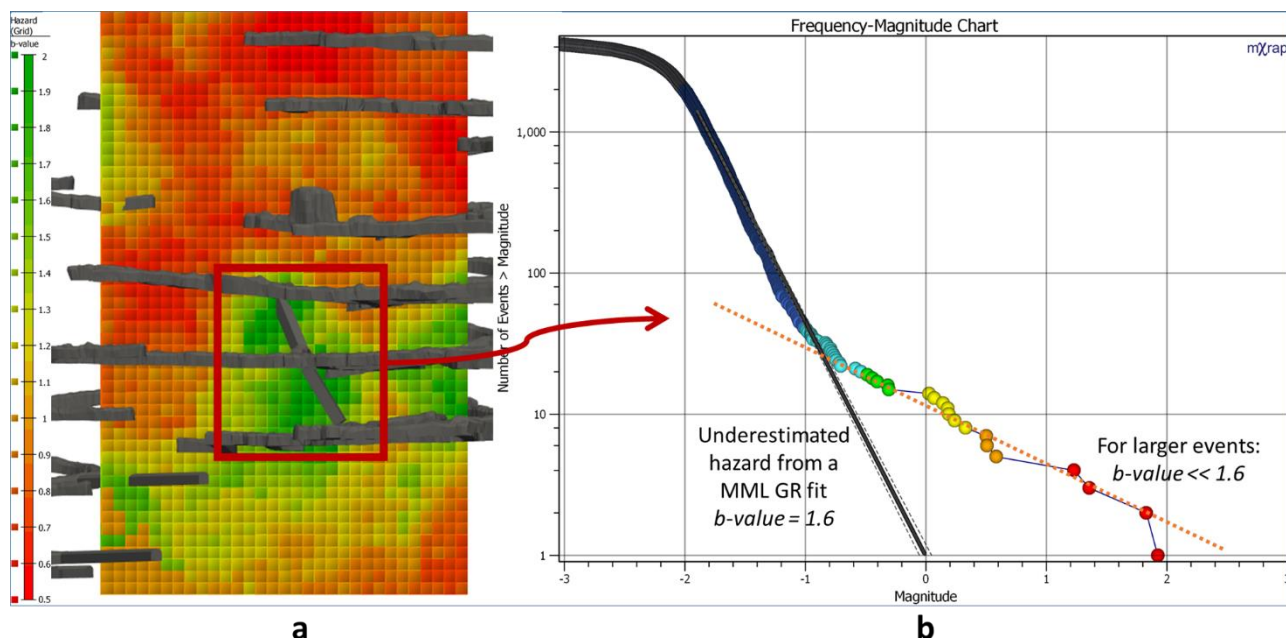 Hazard
(Grid)
b-value
2
1.9
1.8
1.7
1.6
1.5
1.4
1.3
1.2
1.1
1
0.9
0.8
0.7
0.6
0.5
a
Frequency-Magnitude Chart
mXrap
Number of Events > Magnitude
1,000
100
10
1
Underestimated
hazard from a
MML GR fit
b-value = 1.6
For larger events:
b-value << 1.6
-3
-2
-1
0
1
2
Magnitude
b